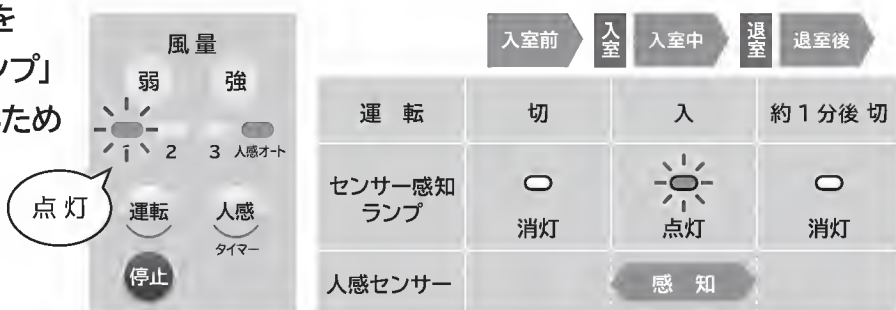 を
ンプ」
ため
点灯
風量
弱 強
1 2 3 人感オート
運転 人感
タイマー
停止
入室前 入室 入室中 退室 退室後
運転 切 入 約1分後 切
センサー感知
ランプ
消灯 点灯 消灯
人感センサー 感知